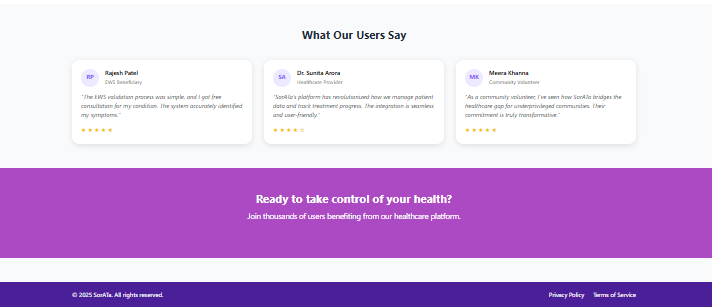 What Our Users Say
RP
Rajesh Patel
EWS Beneficiary
"The EWS validation process was simple, and I got free
consultation for my condition. The system accurately identified
my symptoms."
★★★★★
SA
Dr. Sunita Arora
Healthcare Provider
"SorATa's platform has revolutionized how we manage patient
data and track treatment progress. The integration is seamless
and user-friendly."
★★★★☆
MK
Meera Khanna
Community Volunteer
"As a community volunteer, I've seen how SorATa bridges the
healthcare gap for underprivileged communities. Their
commitment is truly transformative."
★★★★★
Ready to take control of your health?
Join thousands of users benefiting from our healthcare platform.
© 2025 SorATa. All rights reserved.
Privacy Policy Terms of Service